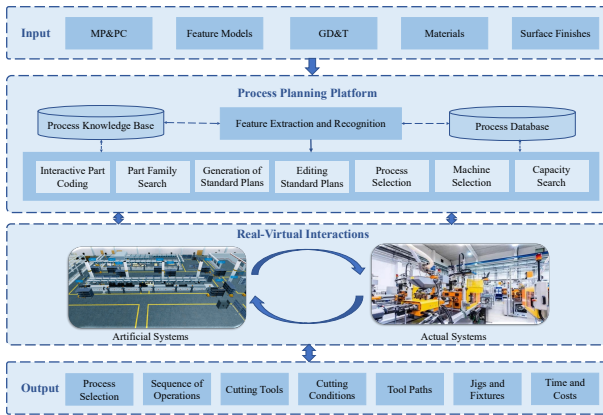 Input
MP&PC
Feature Models
GD&T
Materials
Surface Finishes
Process Planning Platform
Process Knowledge Base
Feature Extraction and Recognition
Process Database
Interactive Part
Coding
Part Family
Search
Generation of
Standard Plans
Editing
Standard Plans
Process
Selection
Machine
Selection
Capacity
Search
Real-Virtual Interactions
Artificial Systems
Actual Systems
Output
Process
Selection
Sequence of
Operations
Cutting Tools
Cutting
Conditions
Tool Paths
Jigs and
Fixtures
Time and
Costs